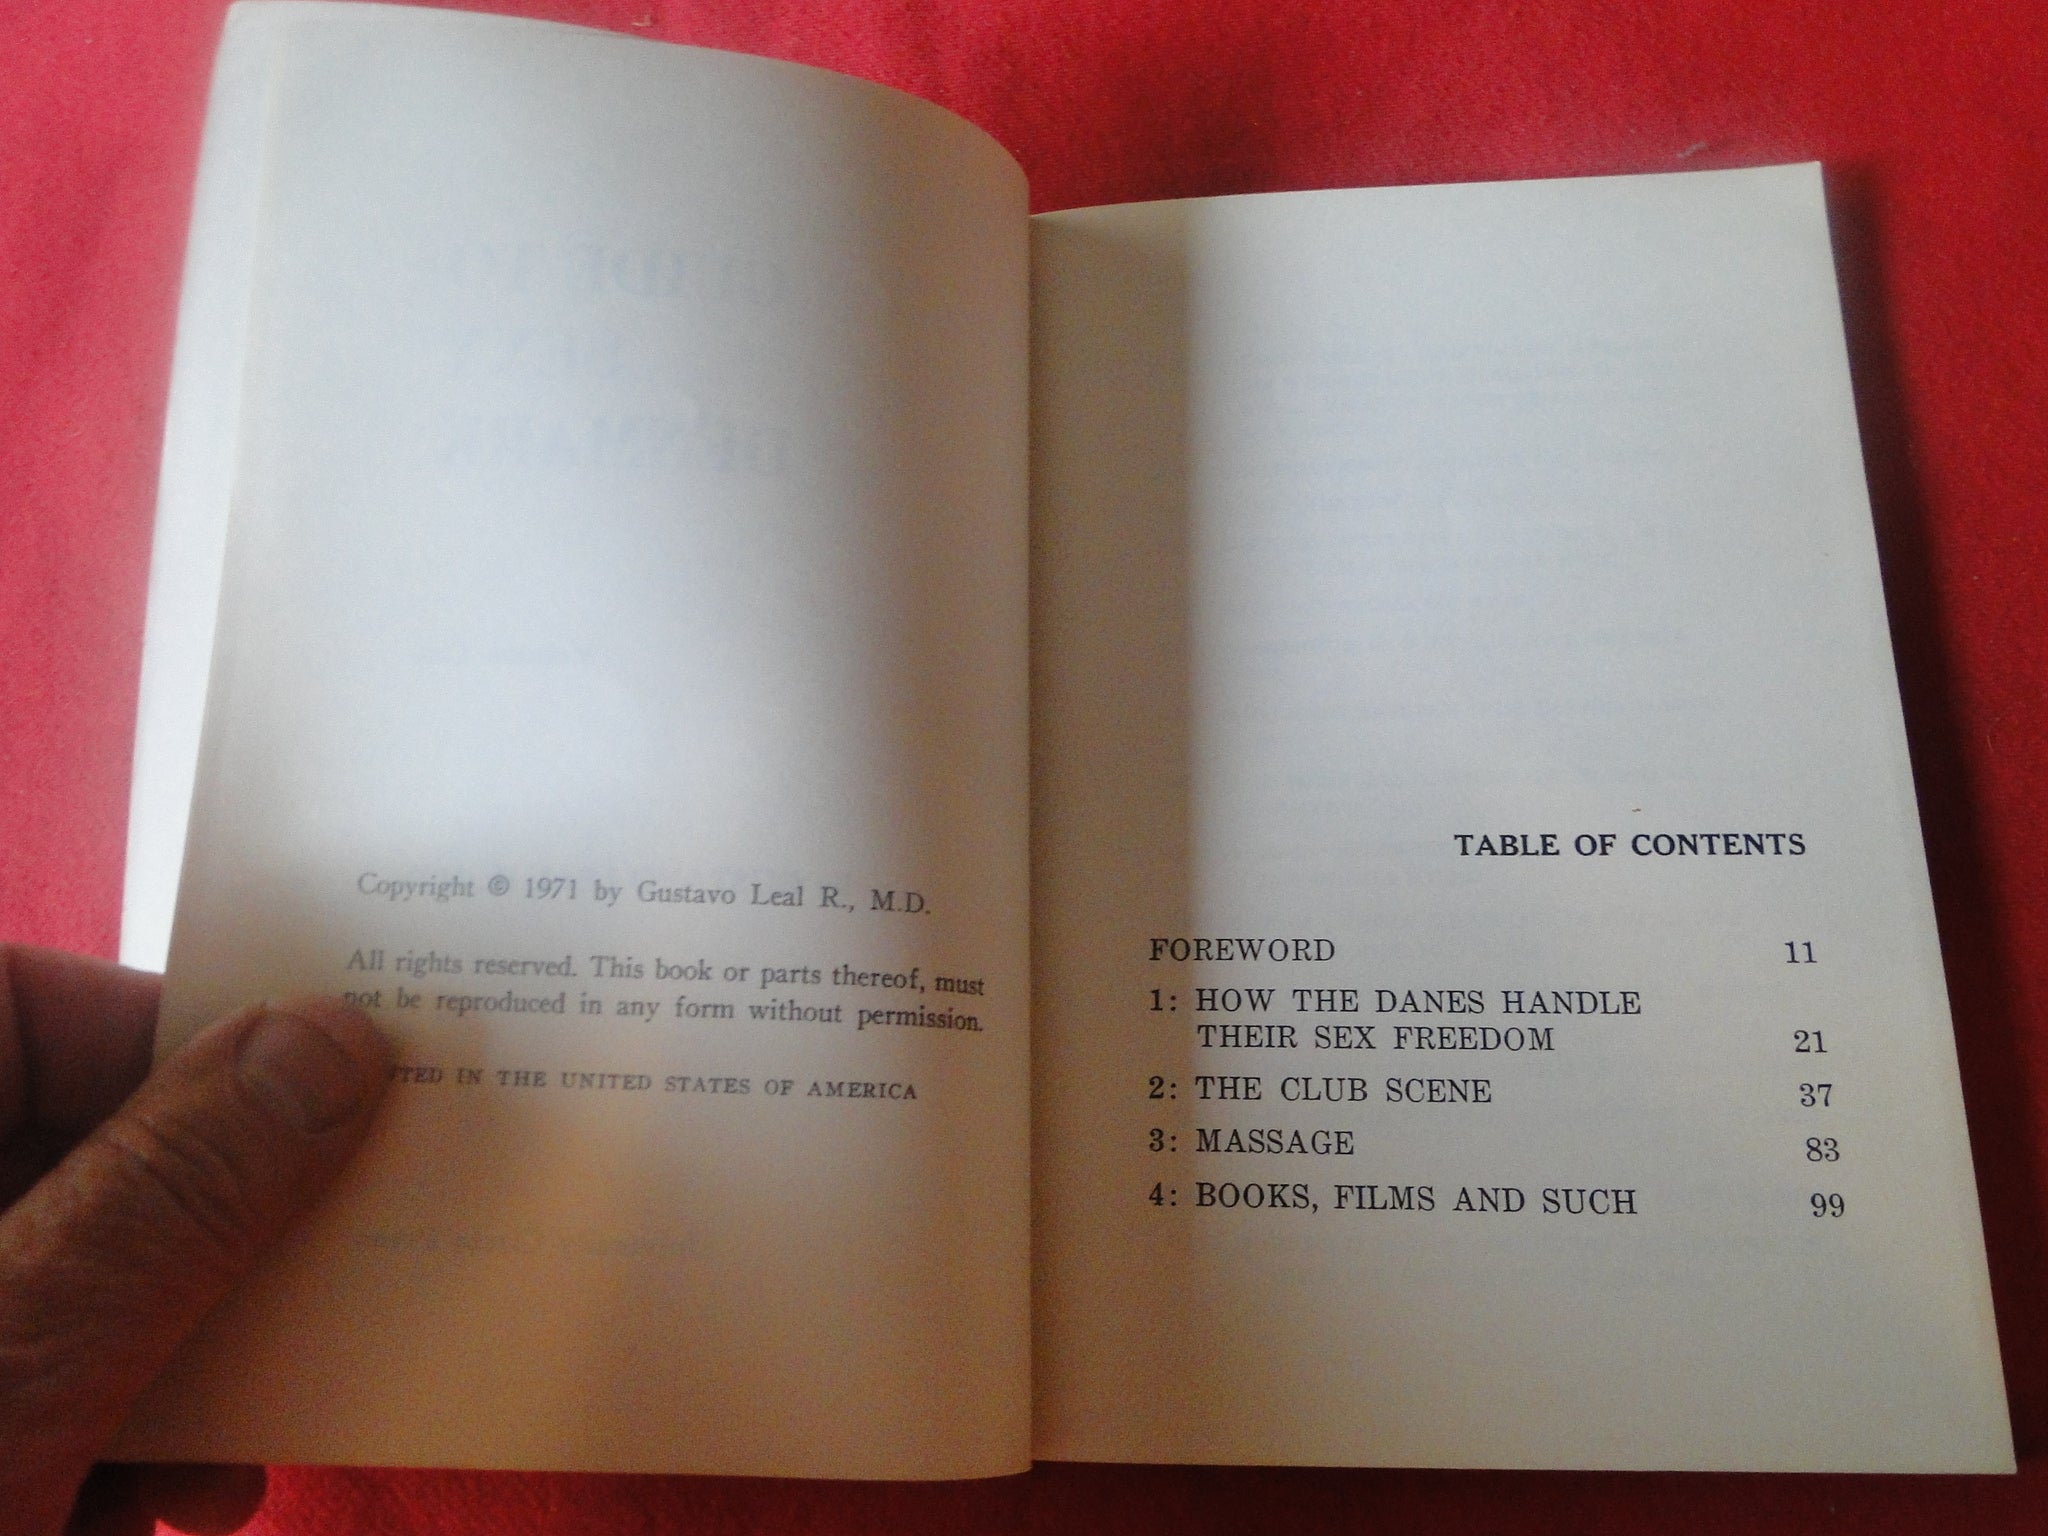 Copyright © 1971 by Gustavo Leal R., M.D.
All rights reserved. This book or parts thereof, must
not be reproduced in any form without permission.
IN THE UNITED STATES OF AMERICA
TABLE OF CONTENTS
FOREWORD 11
1: HOW THE DANES HANDLE
THEIR SEX FREEDOM 21
2: THE CLUB SCENE 37
3: MASSAGE 83
4: BOOKS, FILMS AND SUCH 99